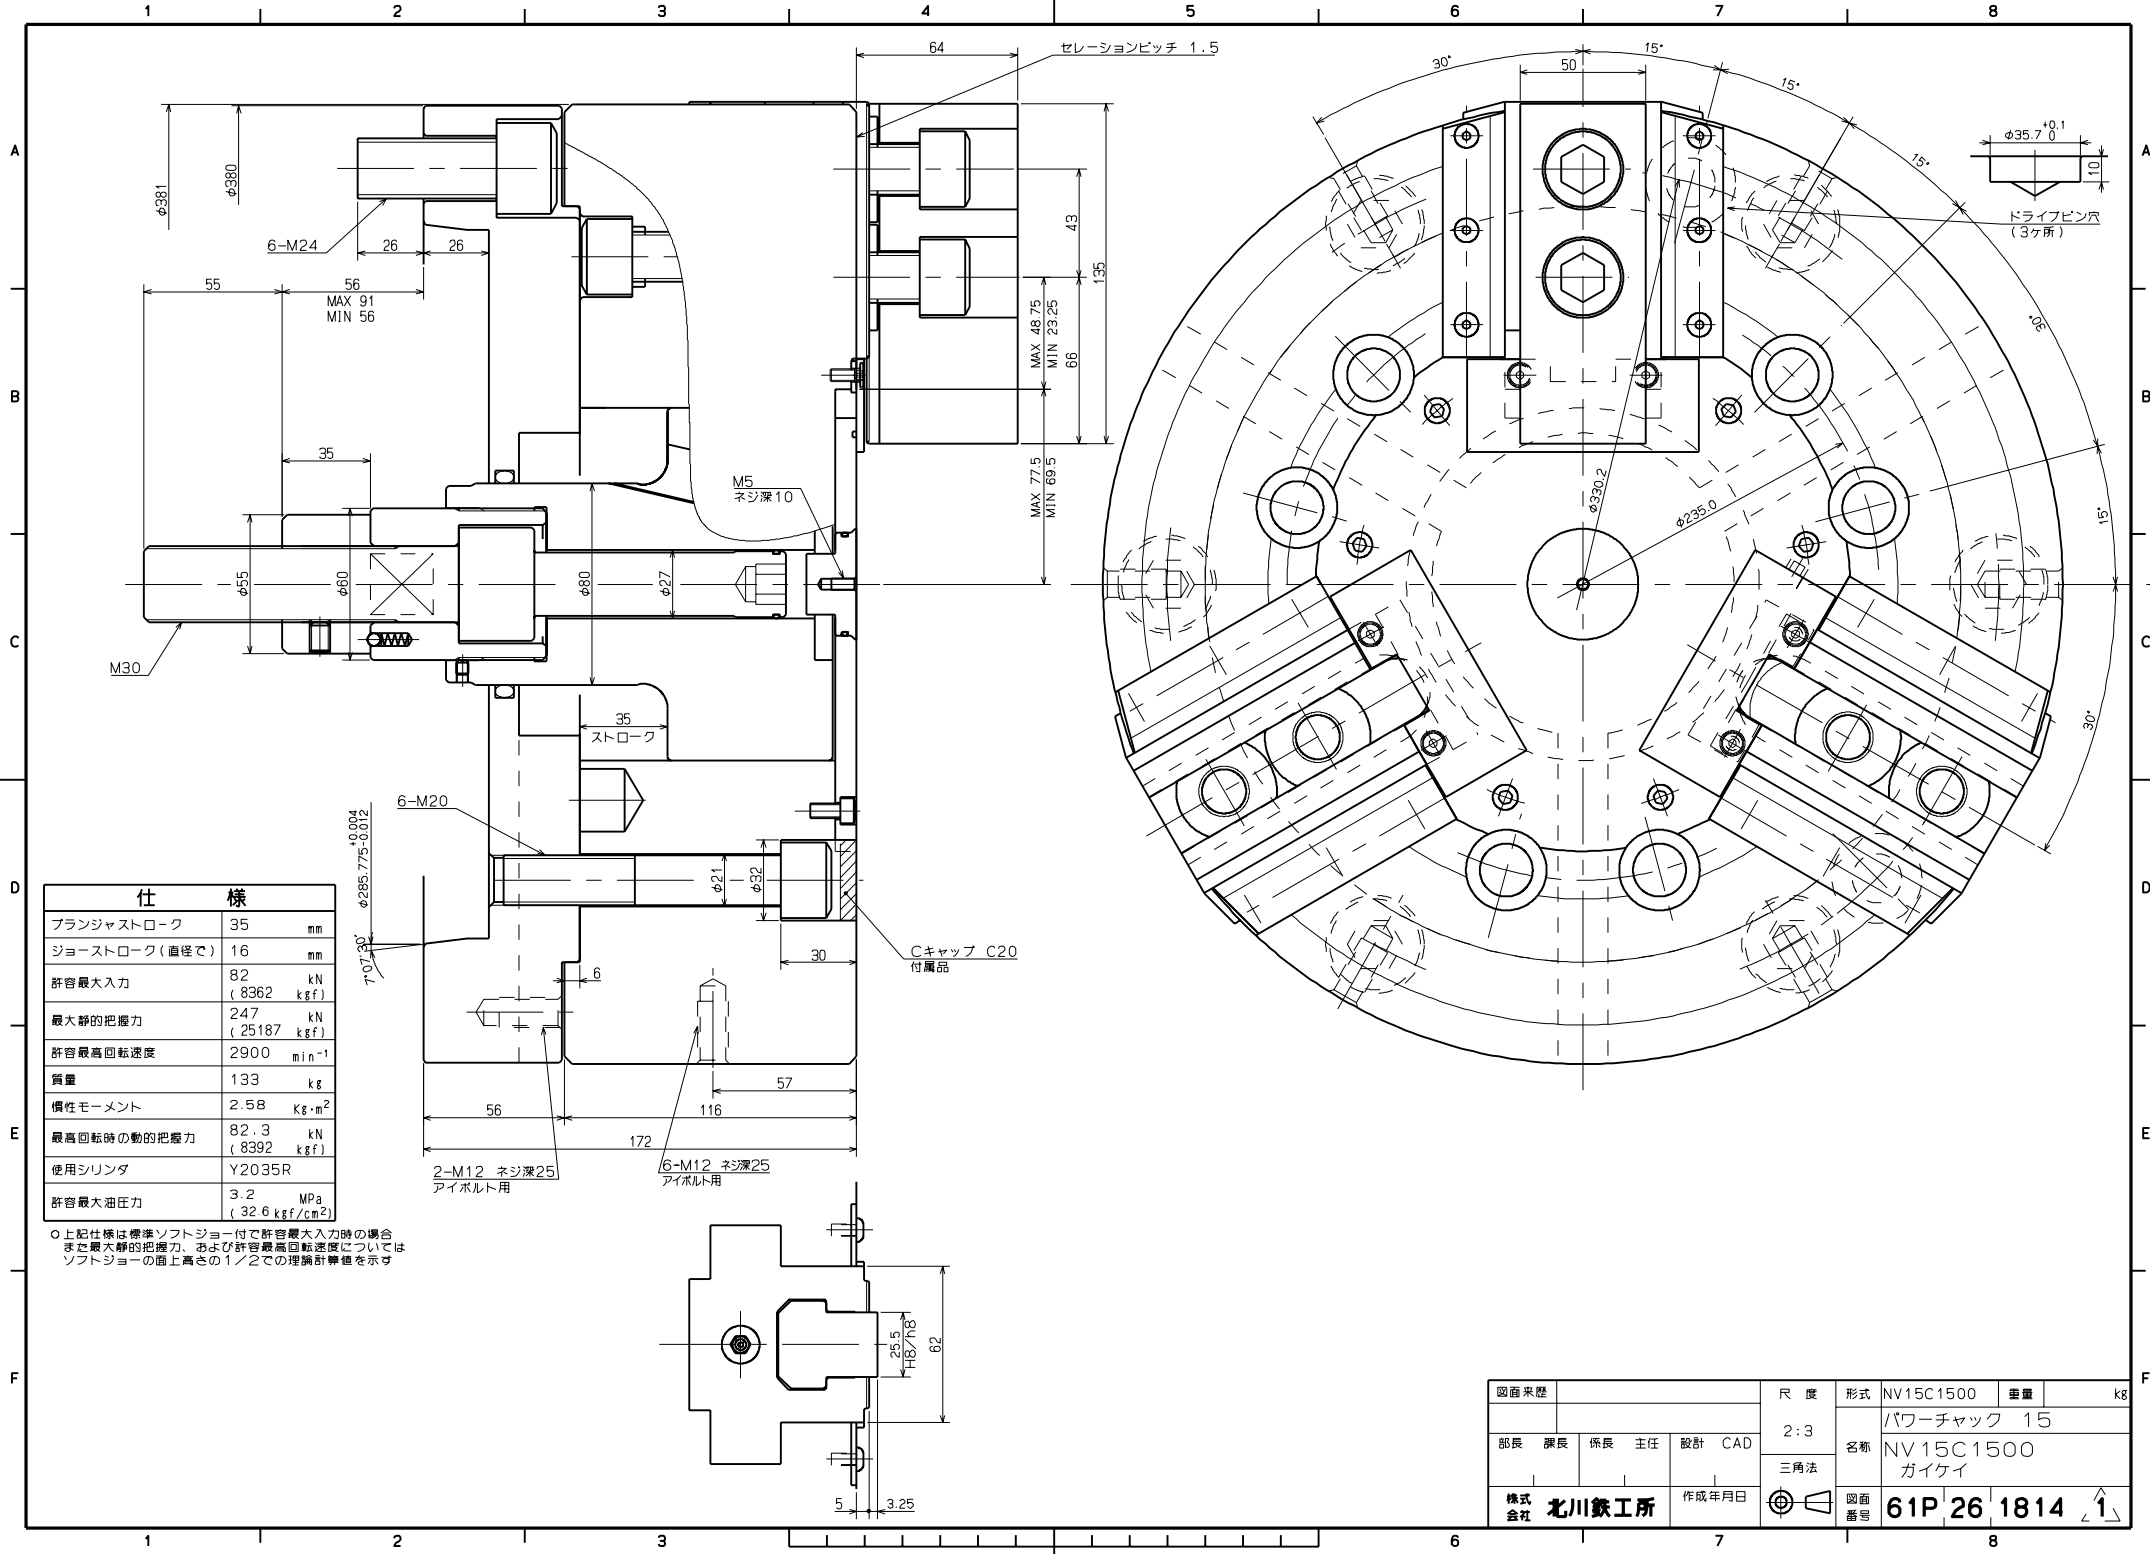 1 2 3 4 5 6 7 8
A
B
C
D
E
F
A
B
C
D
E
F
1 2 3 4 5 6 7 8
64
セレーションピッチ 1.5
φ381
φ380
6-M24
26
26
55
56
MAX 91
MIN 56
43
135
MAX 48.75
MIN 23.25
66
MAX 77.5
MIN 69.5
35
M5
ネジ深10
φ55
φ60
φ80
φ27
M30
35
ストローク
6-M20
φ285.775
+0.004
-0.012
7°07'30"
φ21
φ32
30
Cキャップ C20
付属品
6
57
56
116
172
2-M12 ネジ深25
アイボルト用
6-M12 ネジ深25
アイボルト用
25.5
H8/h8
62
5
3.25
30°
15°
50
15°
15°
30°
15°
30°
φ35.7
+0.1
0
10
ドライブピン穴
(3ヶ所)
φ330.2
φ235.0
仕 様
プランジャストローク 35 mm
ジョーストローク(直径で) 16 mm
許容最大入力 82 kN
(8362 kgf)
最大静的把握力 247 kN
(25187 kgf)
許容最高回転速度 2900 min⁻¹
質量 133 kg
慣性モーメント 2.58 Kg·m²
最高回転時の動的把握力 82.3 kN
(8392 kgf)
使用シリンダ Y2035R
許容最大油圧力 3.2 MPa
(32.6 kgf/cm²)
○上記仕様は標準ソフトジョー付で許容最大入力時の場合
また最大静的把握力、および許容最高回転速度については
ソフトジョーの面上高さの1/2での理論計算値を示す
図面来歴
尺 度
2:3
三角法
形式 NV15C1500 重量 kg
名称
パワーチャック 15
NV15C1500
ガイケイ
部長 課長 係長 主任 設計 CAD
株式
会社 北川鉄工所
作成年月日
図面
番号 61P 26 1814 1